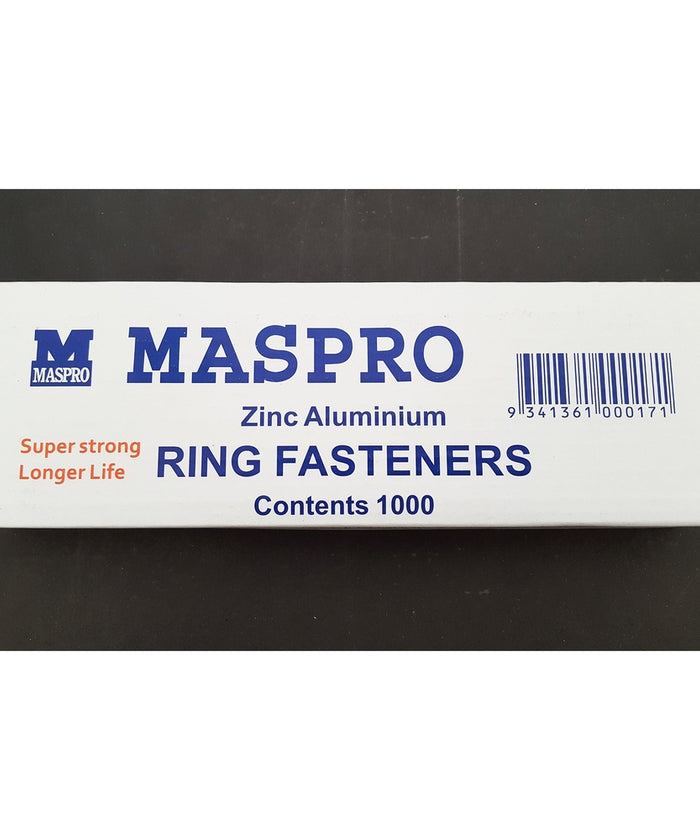 M
MASPRO
MASPRO
Zinc Aluminium
Super strong
Longer Life
RING FASTENERS
Contents 1000
9 341361 000171